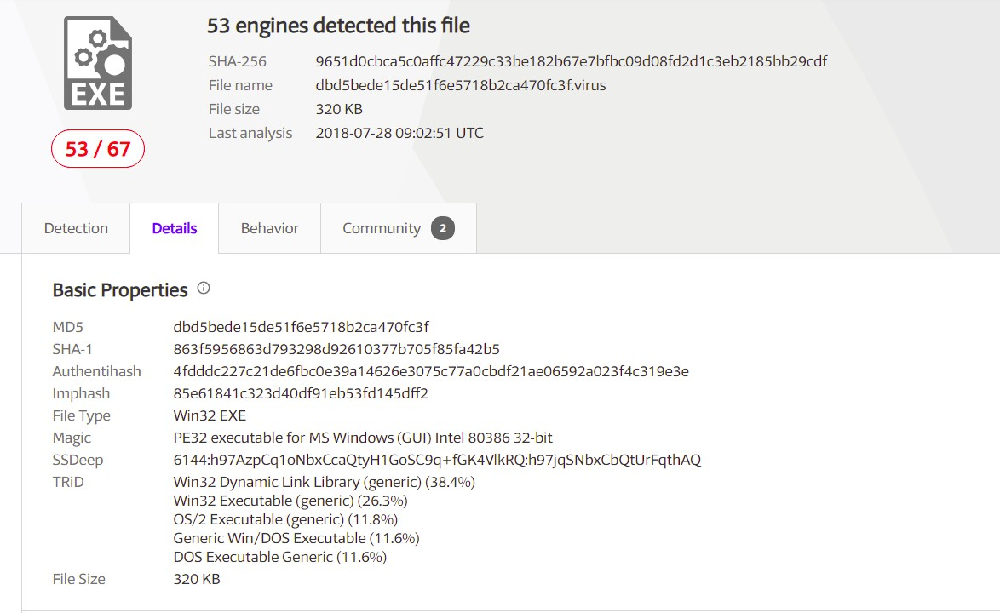 53 engines detected this file
EXE
SHA-256 9651d0cbca5c0affc47229c33be182b67e7bfbc09d08fd2d1c3eb2185bb29cdf
File name dbd5bede15de51f6e5718b2ca470fc3f.virus
File size 320 KB
Last analysis 2018-07-28 09:02:51 UTC
53 / 67
Detection Details Behavior Community 2
Basic Properties
MD5 dbd5bede15de51f6e5718b2ca470fc3f
SHA-1 863f5956863d793298d92610377b705f85fa42b5
Authentihash 4fdddc227c21de6fbc0e39a14626e3075c77a0cbdf21ae06592a023f4c319e3e
Imphash 85e61841c323d40df91eb53fd145dff2
File Type Win32 EXE
Magic PE32 executable for MS Windows (GUI) Intel 80386 32-bit
SSDeep 6144:h97AzpCq1oNbxCcaQtyH1GoSC9q+fGK4VlkRQ:h97jqSNbxCbQtUrFqthAQ
TRiD Win32 Dynamic Link Library (generic) (38.4%)
Win32 Executable (generic) (26.3%)
OS/2 Executable (generic) (11.8%)
Generic Win/DOS Executable (11.6%)
DOS Executable Generic (11.6%)
File Size 320 KB